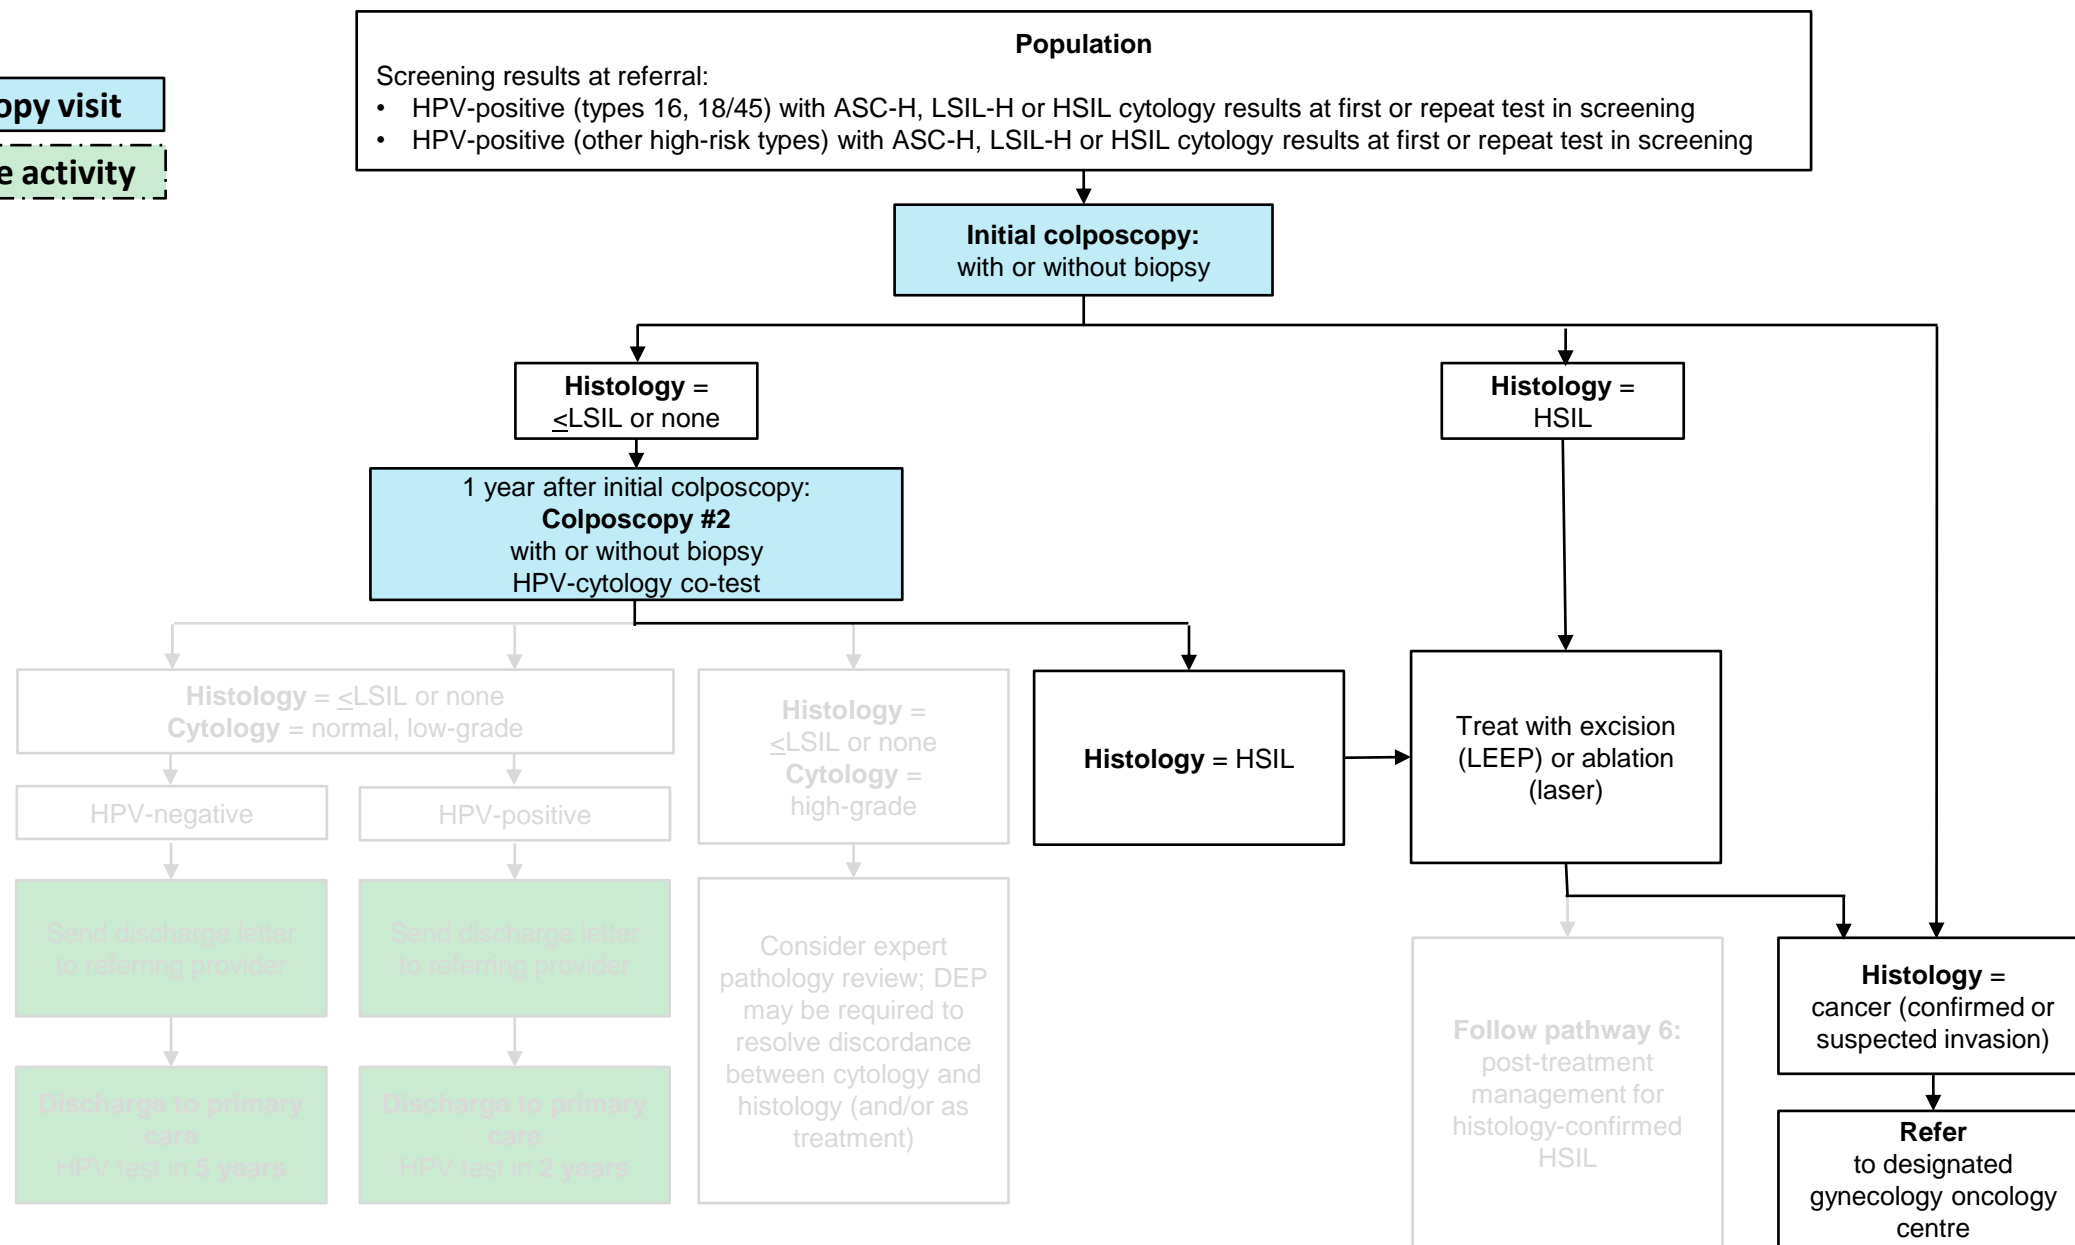 Population
Screening results at referral:
• HPV-positive (types 16, 18/45) with ASC-H, LSIL-H or HSIL cytology results at first or repeat test in screening
• HPV-positive (other high-risk types) with ASC-H, LSIL-H or HSIL cytology results at first or repeat test in screening
opy visit
e activity
Initial colposcopy:
with or without biopsy
Histology =
<LSIL or none
Histology =
HSIL
1 year after initial colposcopy:
Colposcopy #2
with or without biopsy
HPV-cytology co-test
Histology = <LSIL or none
Cytology = normal, low-grade
HPV-negative
HPV-positive
Send discharge letter
to referring provider
Send discharge letter
to referring provider
Discharge to primary
care
HPV test in 5 years
Discharge to primary
care
HPV test in 2 years
Histology =
<LSIL or none
Cytology =
high-grade
Consider expert
pathology review; DEP
may be required to
resolve discordance
between cytology and
histology (and/or as
treatment)
Histology = HSIL
Treat with excision
(LEEP) or ablation
(laser)
Follow pathway 6:
post-treatment
management for
histology-confirmed
HSIL
Histology =
cancer (confirmed or
suspected invasion)
Refer
to designated
gynecology oncology
centre